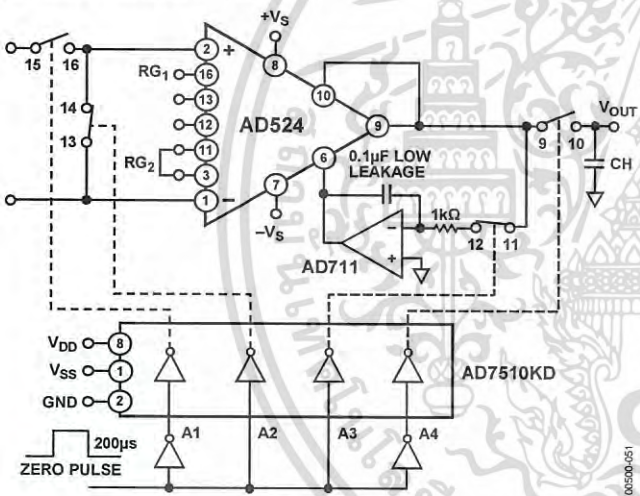 +VS
15 16
2 +
8
RG1
16
10
14
13
13
12
AD524
9
VOUT
9 10
11
RG2
3
6
0.1µF LOW
LEAKAGE
CH
1 −
7
−VS
1kΩ
−
+
12 11
AD711
VDD 8
VSS 1
GND 2
AD7510KD
A1 A2 A3 A4
200µs
ZERO PULSE
00500-051